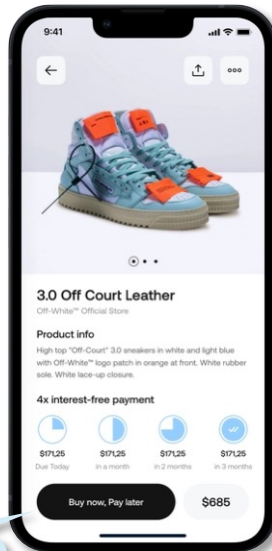 9:41
3.0 Off Court Leather
Off-White™ Official Store
Product info
High top "Off-Court" 3.0 sneakers in white and light blue
with Off-White™ logo patch in orange at front. White rubber
sole. White lace-up closure.
4x interest-free payment
$171,25 $171,25 $171,25 $171,25
Due Today in a month in 2 months in 3 months
Buy now, Pay later $685